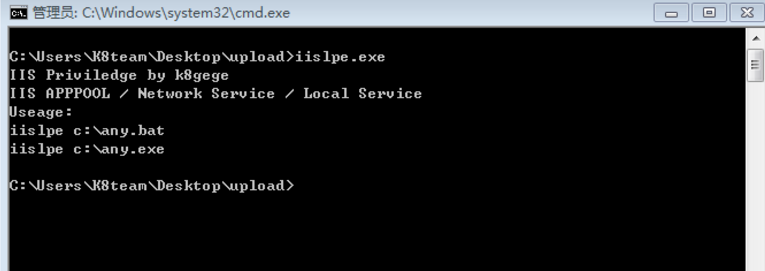 管理员: C:\Windows\system32\cmd.exe
C:\Users\K8team\Desktop\upload>iislpe.exe
IIS Priviledge by k8gege
IIS APPPOOL / Network Service / Local Service
Useage:
iislpe c:\any.bat
iislpe c:\any.exe
C:\Users\K8team\Desktop\upload>